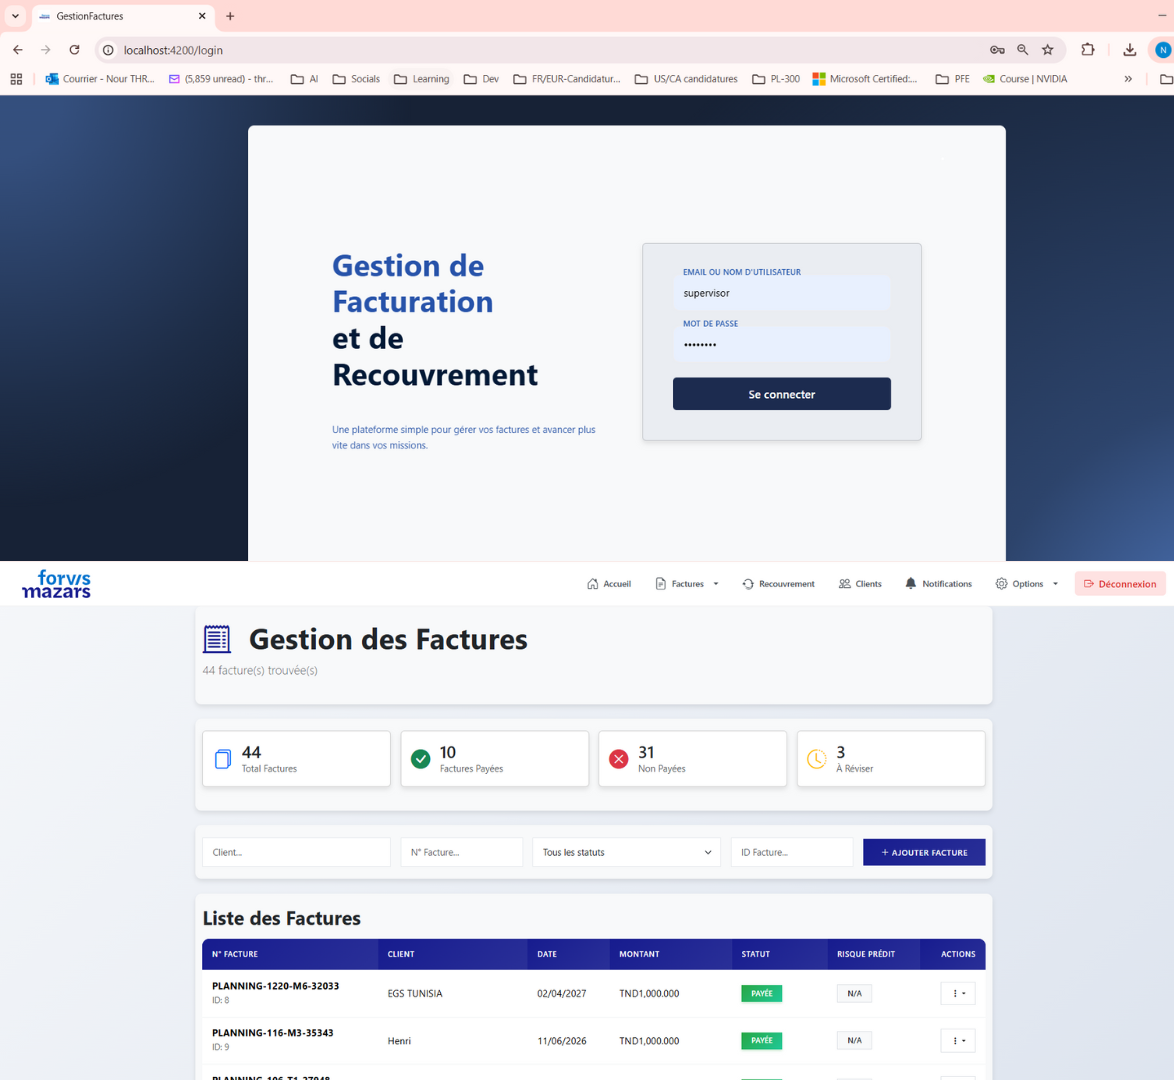 GestionFactures
localhost:4200/login
N
Courrier - Nour THR...
(5,859 unread) - thr...
AI
Socials
Learning
Dev
FR/EUR-Candidatur...
US/CA candidatures
PL-300
Microsoft Certified:...
PFE
Course | NVIDIA
Gestion de
Facturation
et de
Recouvrement
Une plateforme simple pour gérer vos factures et avancer plus
vite dans vos missions.
EMAIL OU NOM D'UTILISATEUR
supervisor
MOT DE PASSE
••••••••
Se connecter
forvis
mazars
Accueil
Factures
Recouvrement
Clients
Notifications
Options
Déconnexion
Gestion des Factures
44 facture(s) trouvée(s)
44
Total Factures
10
Factures Payées
31
Non Payées
3
À Réviser
Client...
N° Facture...
Tous les statuts
ID Facture...
+ AJOUTER FACTURE
Liste des Factures
N° FACTURE CLIENT DATE MONTANT STATUT RISQUE PRÉDIT ACTIONS
PLANNING-1220-M6-32033
ID: 8
EGS TUNISIA 02/04/2027 TND1,000.000 PAYÉE N/A
PLANNING-116-M3-35343
ID: 9
Henri 11/06/2026 TND1,000.000 PAYÉE N/A